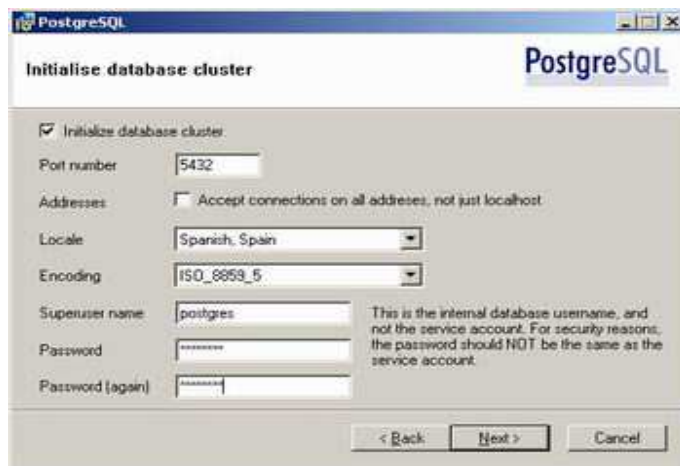 PostgreSQL
Initialise database cluster
PostgreSQL
Initialize database cluster
Port number 5432
Addresses Accept connections on all addreses, not just localhost
Locale Spanish, Spain
Encoding ISO_8859_5
Superuser name postgres
This is the internal database username, and
not the service account. For security reasons,
the password should NOT be the same as the
service account.
Password ********
Password (again) ********
< Back Next > Cancel